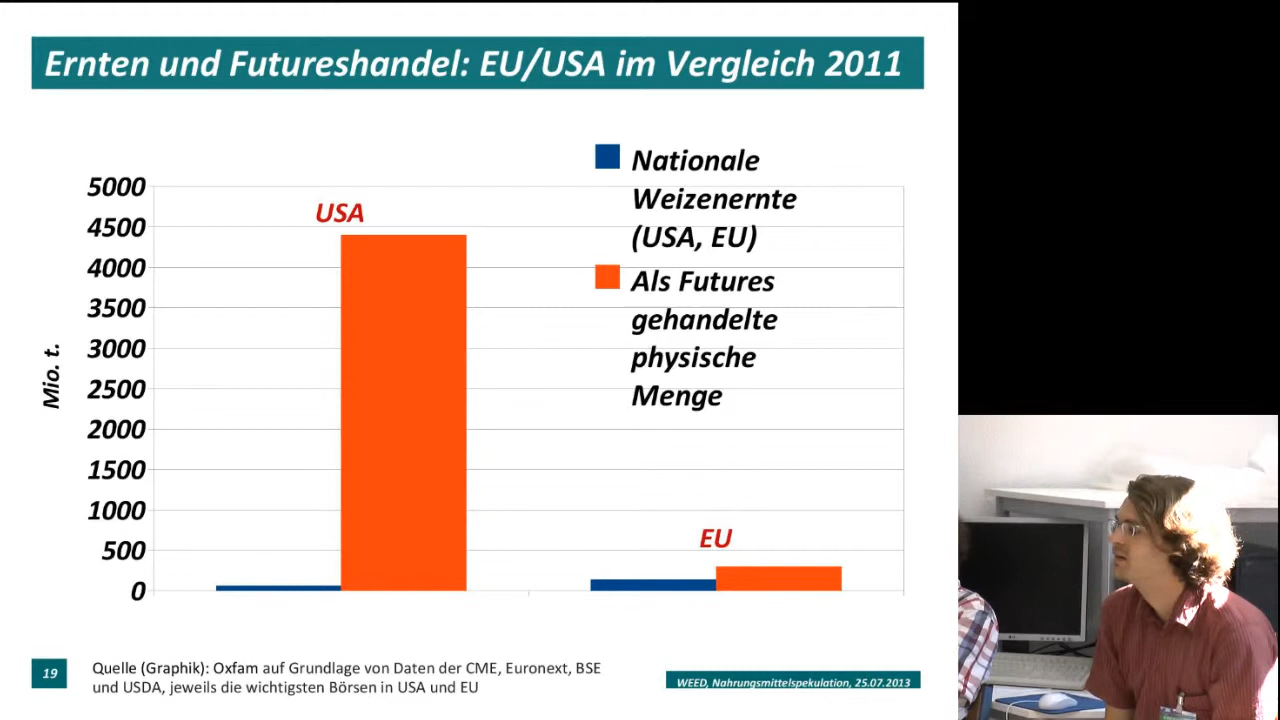 Ernten und Futureshandel: EU/USA im Vergleich 2011
Nationale
Weizenernte
(USA, EU)
Als Futures
gehandelte
physische
Menge
Mio. t.
5000
4500
4000
3500
3000
2500
2000
1500
1000
500
0
USA
EU
19
Quelle (Graphik): Oxfam auf Grundlage von Daten der CME, Euronext, BSE
und USDA, jeweils die wichtigsten Börsen in USA und EU
WEED, Nahrungsmittelspekulation, 25.07.2013
LG